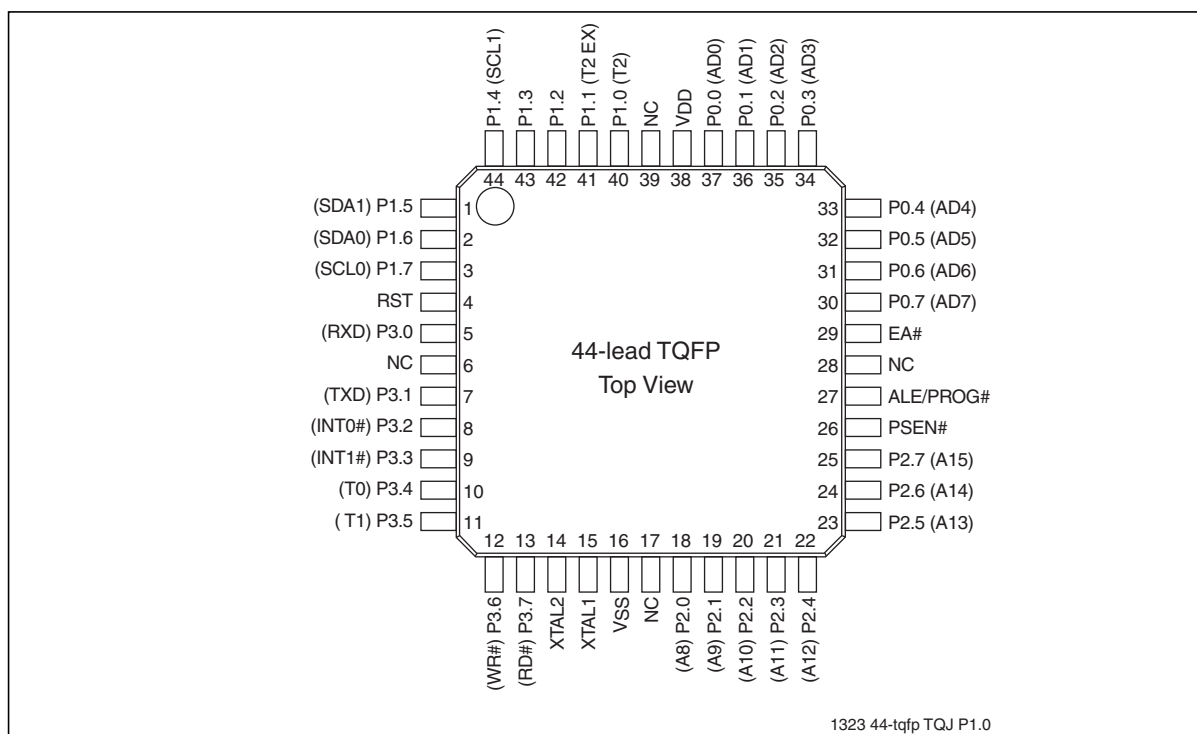 P1.4 (SCL1)
P1.3
P1.2
P1.1 (T2 EX)
P1.0 (T2)
NC
VDD
P0.0 (AD0)
P0.1 (AD1)
P0.2 (AD2)
P0.3 (AD3)
44 43 42 41 40 39 38 37 36 35 34
(SDA1) P1.5 1
(SDA0) P1.6 2
(SCL0) P1.7 3
RST 4
(RXD) P3.0 5
NC 6
(TXD) P3.1 7
(INT0#) P3.2 8
(INT1#) P3.3 9
(T0) P3.4 10
( T1) P3.5 11
44-lead TQFP
Top View
33 P0.4 (AD4)
32 P0.5 (AD5)
31 P0.6 (AD6)
30 P0.7 (AD7)
29 EA#
28 NC
27 ALE/PROG#
26 PSEN#
25 P2.7 (A15)
24 P2.6 (A14)
23 P2.5 (A13)
12 13 14 15 16 17 18 19 20 21 22
(WR#) P3.6
(RD#) P3.7
XTAL2
XTAL1
VSS
NC
(A8) P2.0
(A9) P2.1
(A10) P2.2
(A11) P2.3
(A12) P2.4
1323 44-tqfp TQJ P1.0